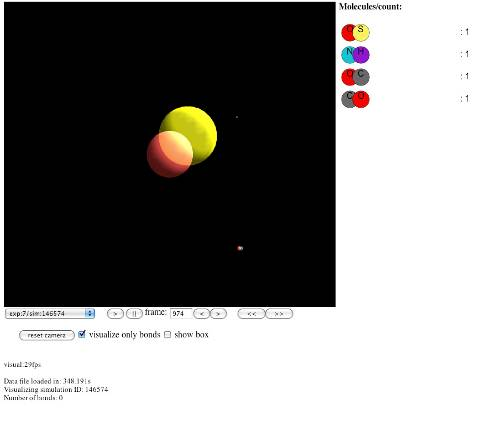 Molecules/count:
O S : 1
N H : 1
O C : 1
C O : 1
exp:7/sim:146574 > || frame: 974 < > << >>
reset camera visualize only bonds show box
visual:29fps
Data file loaded in: 348.191s
Visualizing simulation ID: 146574
Number of bonds: 0